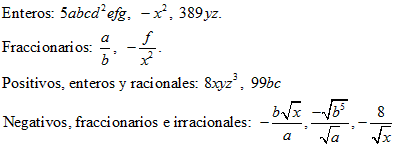 Enteros: 5abcd²efg, −x², 389yz.
Fraccionarios: a/b, −f/x².
Positivos, enteros y racionales: 8xyz³, 99bc
Negativos, fraccionarios e irracionales: −b√x/a, −√b⁵/√a, −8/√x